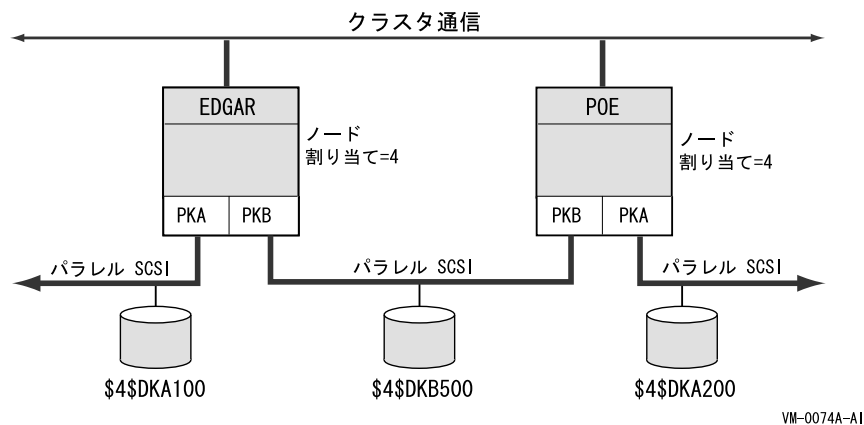 クラスタ通信
EDGAR
ノード
割り当て=4
PKA
PKB
POE
ノード
割り当て=4
PKB
PKA
パラレル SCSI
パラレル SCSI
パラレル SCSI
$4$DKA100
$4$DKB500
$4$DKA200
VM-0074A-AI